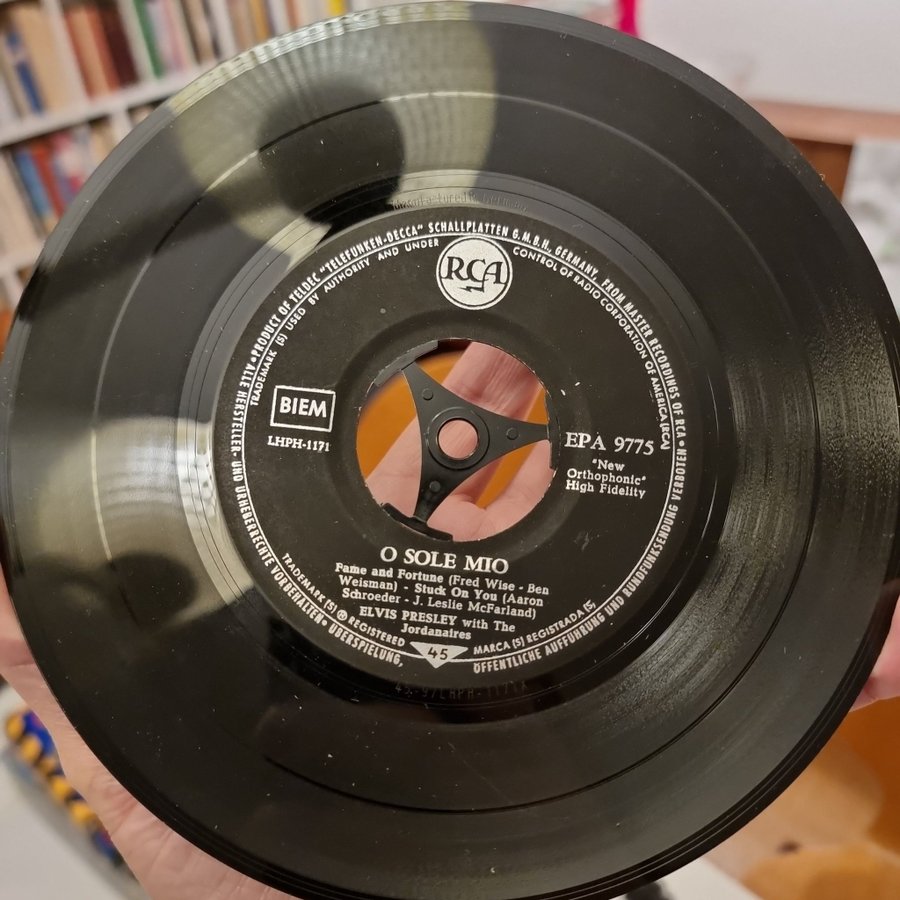 Manufactured in Germany
ALLE HERSTELLER- UND URHEBERRECHTE VORBEHALTEN • ÜBERSPIELUNG, ÖFFENTLICHE AUFFÜHRUNG UND RUNDFUNKSENDUNG VERBOTEN •
PRODUCT OF TELDEC "TELEFUNKEN-DECCA" SCHALLPLATTEN G.M.B.H., GERMANY, FROM MASTER RECORDINGS OF RCA •
TRADEMARK (S) USED BY AUTHORITY AND UNDER CONTROL OF RADIO CORPORATION OF AMERICA (RCA)
RCA
BIEM
LHPH-1171
EPA 9775
"New
Orthophonic"
High Fidelity
O SOLE MIO
Fame and Fortune (Fred Wise - Ben
Weisman) - Stuck On You (Aaron
Schroeder - J. Leslie McFarland)
ELVIS PRESLEY with The
Jordanaires
TRADEMARK (S) ® REGISTERED
MARCA (S) REGISTRADA (S)
45